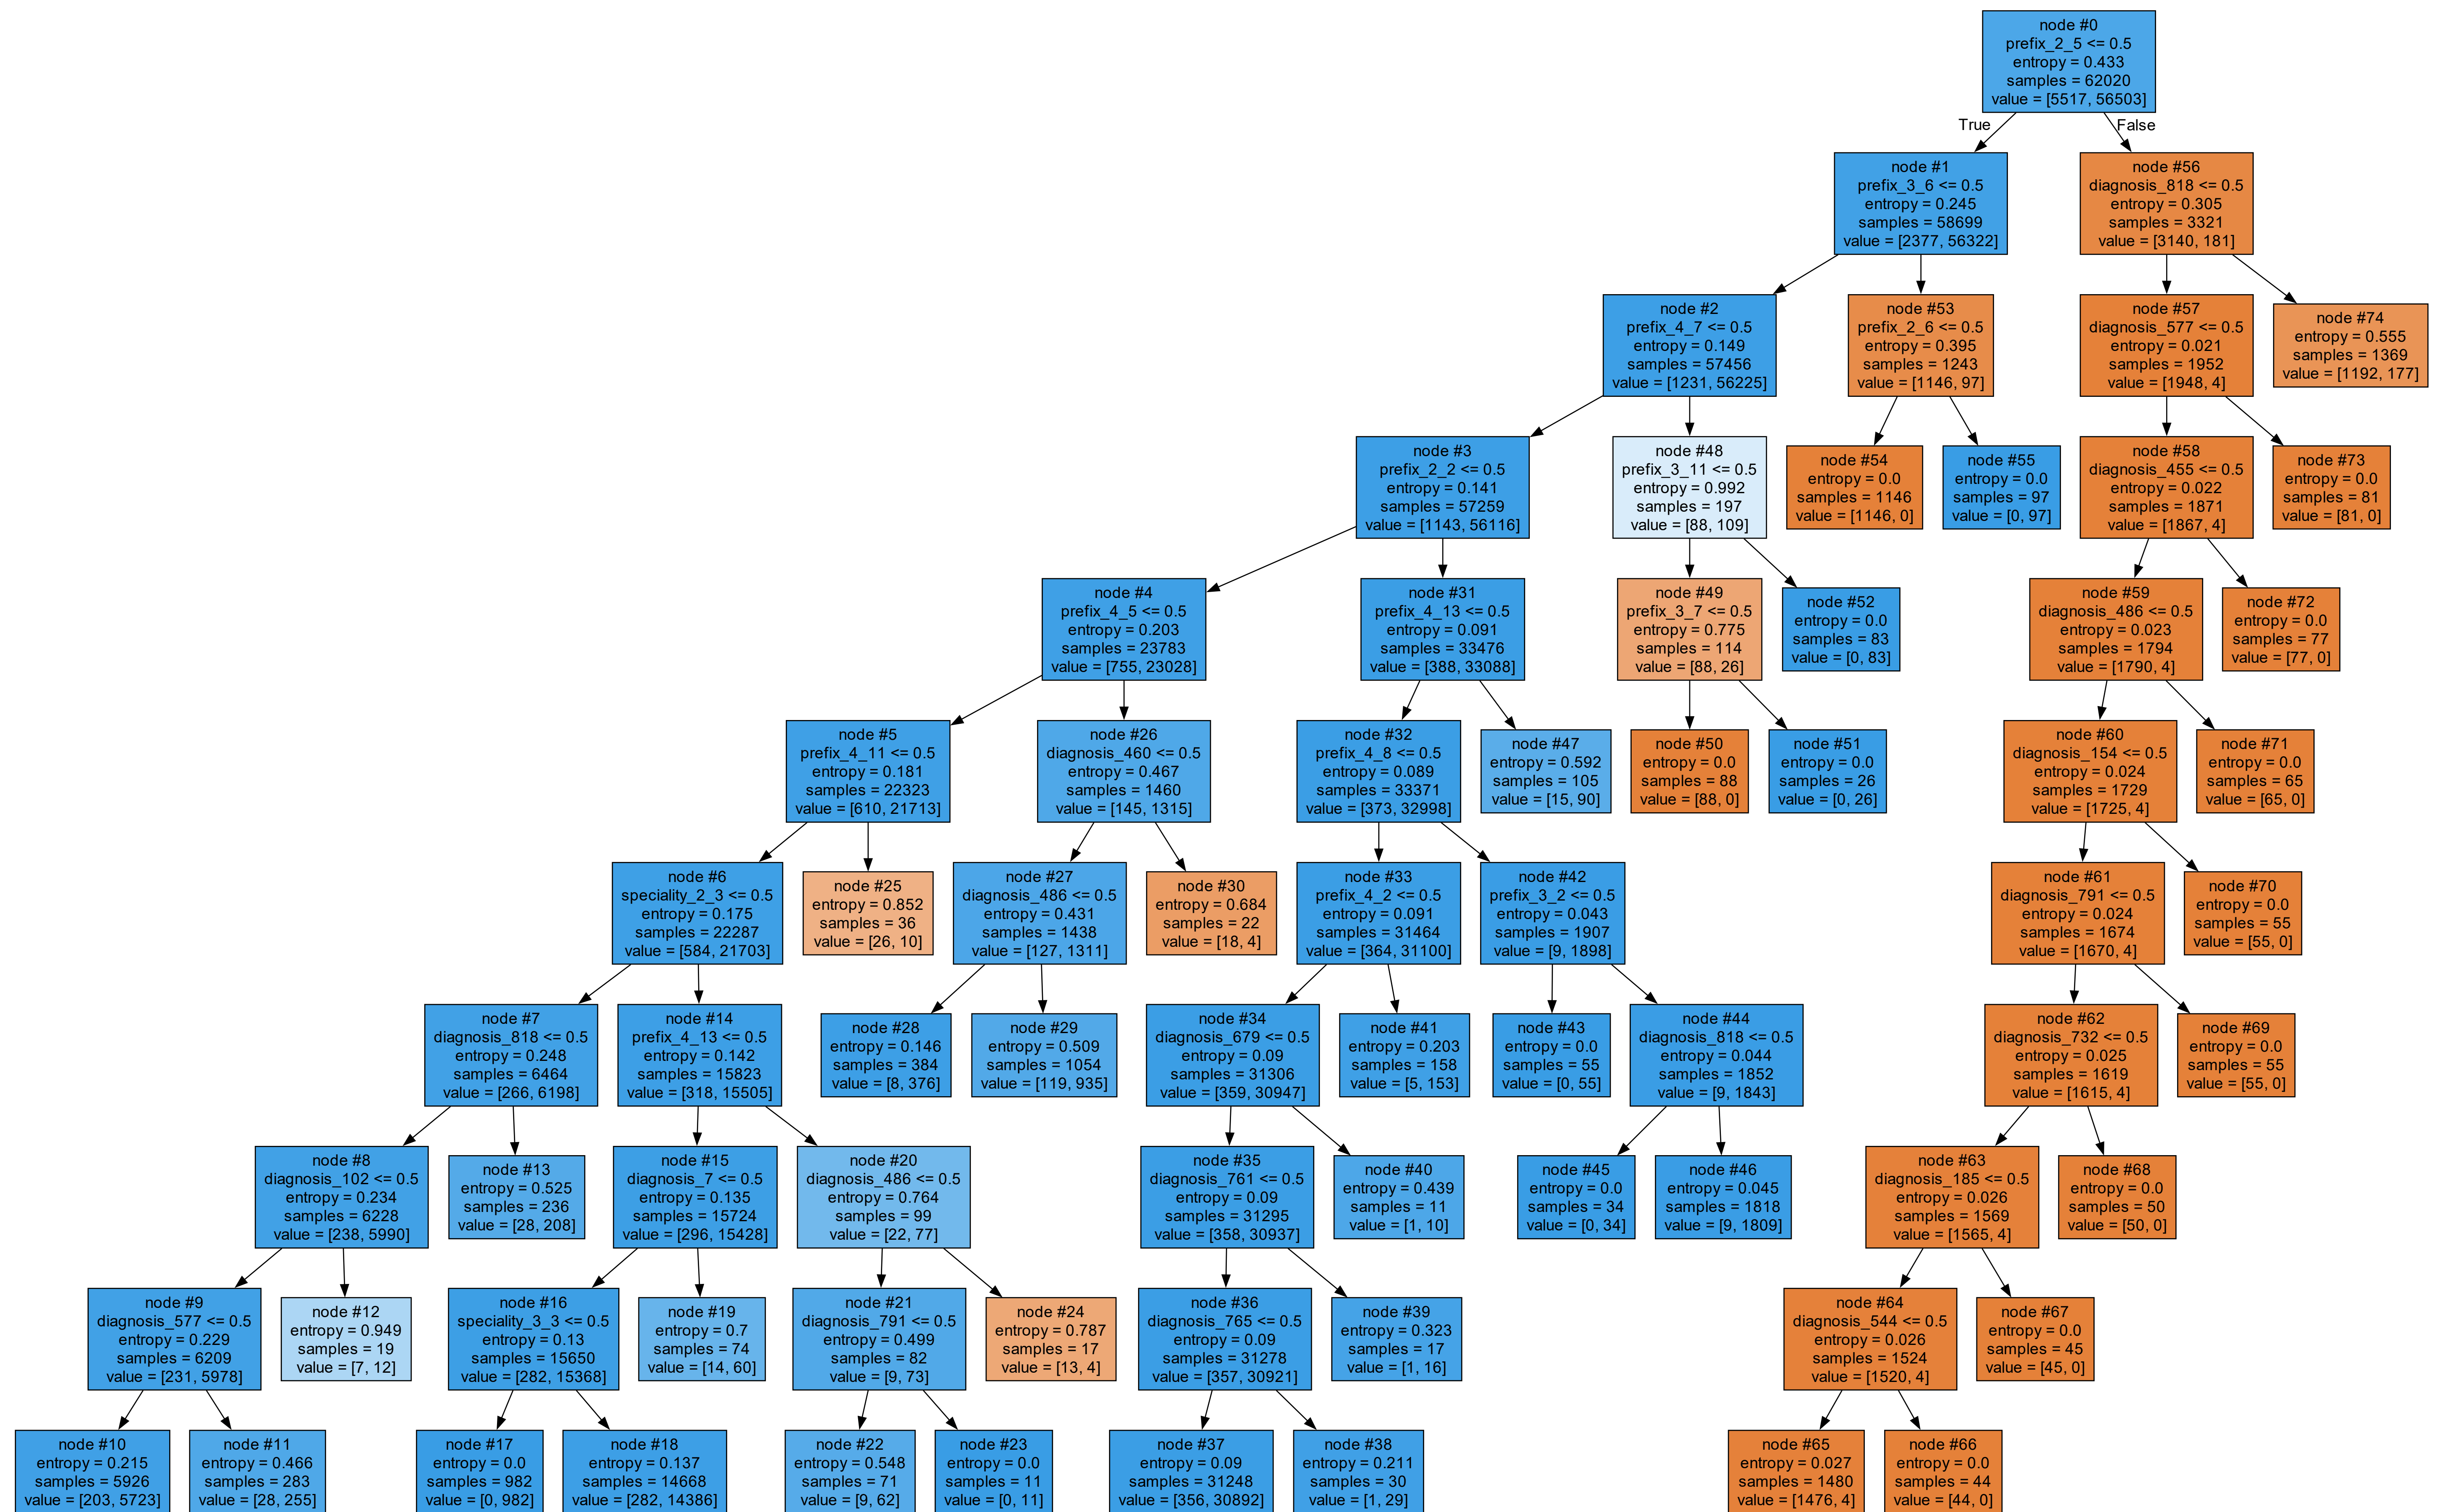 node #0
prefix_2_5 <= 0.5
entropy = 0.433
samples = 62020
value = [5517, 56503]
True
False
node #1
prefix_3_6 <= 0.5
entropy = 0.245
samples = 58699
value = [2377, 56322]
node #56
diagnosis_818 <= 0.5
entropy = 0.305
samples = 3321
value = [3140, 181]
node #2
prefix_4_7 <= 0.5
entropy = 0.149
samples = 57456
value = [1231, 56225]
node #53
prefix_2_6 <= 0.5
entropy = 0.395
samples = 1243
value = [1146, 97]
node #57
diagnosis_577 <= 0.5
entropy = 0.021
samples = 1952
value = [1948, 4]
node #74
entropy = 0.555
samples = 1369
value = [1192, 177]
node #3
prefix_2_2 <= 0.5
entropy = 0.141
samples = 57259
value = [1143, 56116]
node #48
prefix_3_11 <= 0.5
entropy = 0.992
samples = 197
value = [88, 109]
node #54
entropy = 0.0
samples = 1146
value = [1146, 0]
node #55
entropy = 0.0
samples = 97
value = [0, 97]
node #58
diagnosis_455 <= 0.5
entropy = 0.022
samples = 1871
value = [1867, 4]
node #73
entropy = 0.0
samples = 81
value = [81, 0]
node #4
prefix_4_5 <= 0.5
entropy = 0.203
samples = 23783
value = [755, 23028]
node #31
prefix_4_13 <= 0.5
entropy = 0.091
samples = 33476
value = [388, 33088]
node #49
prefix_3_7 <= 0.5
entropy = 0.775
samples = 114
value = [88, 26]
node #52
entropy = 0.0
samples = 83
value = [0, 83]
node #59
diagnosis_486 <= 0.5
entropy = 0.023
samples = 1794
value = [1790, 4]
node #72
entropy = 0.0
samples = 77
value = [77, 0]
node #5
prefix_4_11 <= 0.5
entropy = 0.181
samples = 22323
value = [610, 21713]
node #26
diagnosis_460 <= 0.5
entropy = 0.467
samples = 1460
value = [145, 1315]
node #32
prefix_4_8 <= 0.5
entropy = 0.089
samples = 33371
value = [373, 32998]
node #47
entropy = 0.592
samples = 105
value = [15, 90]
node #50
entropy = 0.0
samples = 88
value = [88, 0]
node #51
entropy = 0.0
samples = 26
value = [0, 26]
node #60
diagnosis_154 <= 0.5
entropy = 0.024
samples = 1729
value = [1725, 4]
node #71
entropy = 0.0
samples = 65
value = [65, 0]
node #6
speciality_2_3 <= 0.5
entropy = 0.175
samples = 22287
value = [584, 21703]
node #25
entropy = 0.852
samples = 36
value = [26, 10]
node #27
diagnosis_486 <= 0.5
entropy = 0.431
samples = 1438
value = [127, 1311]
node #30
entropy = 0.684
samples = 22
value = [18, 4]
node #33
prefix_4_2 <= 0.5
entropy = 0.091
samples = 31464
value = [364, 31100]
node #42
prefix_3_2 <= 0.5
entropy = 0.043
samples = 1907
value = [9, 1898]
node #61
diagnosis_791 <= 0.5
entropy = 0.024
samples = 1674
value = [1670, 4]
node #70
entropy = 0.0
samples = 55
value = [55, 0]
node #7
diagnosis_818 <= 0.5
entropy = 0.248
samples = 6464
value = [266, 6198]
node #14
prefix_4_13 <= 0.5
entropy = 0.142
samples = 15823
value = [318, 15505]
node #28
entropy = 0.146
samples = 384
value = [8, 376]
node #29
entropy = 0.509
samples = 1054
value = [119, 935]
node #34
diagnosis_679 <= 0.5
entropy = 0.09
samples = 31306
value = [359, 30947]
node #41
entropy = 0.203
samples = 158
value = [5, 153]
node #43
entropy = 0.0
samples = 55
value = [0, 55]
node #44
diagnosis_818 <= 0.5
entropy = 0.044
samples = 1852
value = [9, 1843]
node #62
diagnosis_732 <= 0.5
entropy = 0.025
samples = 1619
value = [1615, 4]
node #69
entropy = 0.0
samples = 55
value = [55, 0]
node #8
diagnosis_102 <= 0.5
entropy = 0.234
samples = 6228
value = [238, 5990]
node #13
entropy = 0.525
samples = 236
value = [28, 208]
node #15
diagnosis_7 <= 0.5
entropy = 0.135
samples = 15724
value = [296, 15428]
node #20
diagnosis_486 <= 0.5
entropy = 0.764
samples = 99
value = [22, 77]
node #35
diagnosis_761 <= 0.5
entropy = 0.09
samples = 31295
value = [358, 30937]
node #40
entropy = 0.439
samples = 11
value = [1, 10]
node #45
entropy = 0.0
samples = 34
value = [0, 34]
node #46
entropy = 0.045
samples = 1818
value = [9, 1809]
node #63
diagnosis_185 <= 0.5
entropy = 0.026
samples = 1569
value = [1565, 4]
node #68
entropy = 0.0
samples = 50
value = [50, 0]
node #9
diagnosis_577 <= 0.5
entropy = 0.229
samples = 6209
value = [231, 5978]
node #12
entropy = 0.949
samples = 19
value = [7, 12]
node #16
speciality_3_3 <= 0.5
entropy = 0.13
samples = 15650
value = [282, 15368]
node #19
entropy = 0.7
samples = 74
value = [14, 60]
node #21
diagnosis_791 <= 0.5
entropy = 0.499
samples = 82
value = [9, 73]
node #24
entropy = 0.787
samples = 17
value = [13, 4]
node #36
diagnosis_765 <= 0.5
entropy = 0.09
samples = 31278
value = [357, 30921]
node #39
entropy = 0.323
samples = 17
value = [1, 16]
node #64
diagnosis_544 <= 0.5
entropy = 0.026
samples = 1524
value = [1520, 4]
node #67
entropy = 0.0
samples = 45
value = [45, 0]
node #10
entropy = 0.215
samples = 5926
value = [203, 5723]
node #11
entropy = 0.466
samples = 283
value = [28, 255]
node #17
entropy = 0.0
samples = 982
value = [0, 982]
node #18
entropy = 0.137
samples = 14668
value = [282, 14386]
node #22
entropy = 0.548
samples = 71
value = [9, 62]
node #23
entropy = 0.0
samples = 11
value = [0, 11]
node #37
entropy = 0.09
samples = 31248
value = [356, 30892]
node #38
entropy = 0.211
samples = 30
value = [1, 29]
node #65
entropy = 0.027
samples = 1480
value = [1476, 4]
node #66
entropy = 0.0
samples = 44
value = [44, 0]